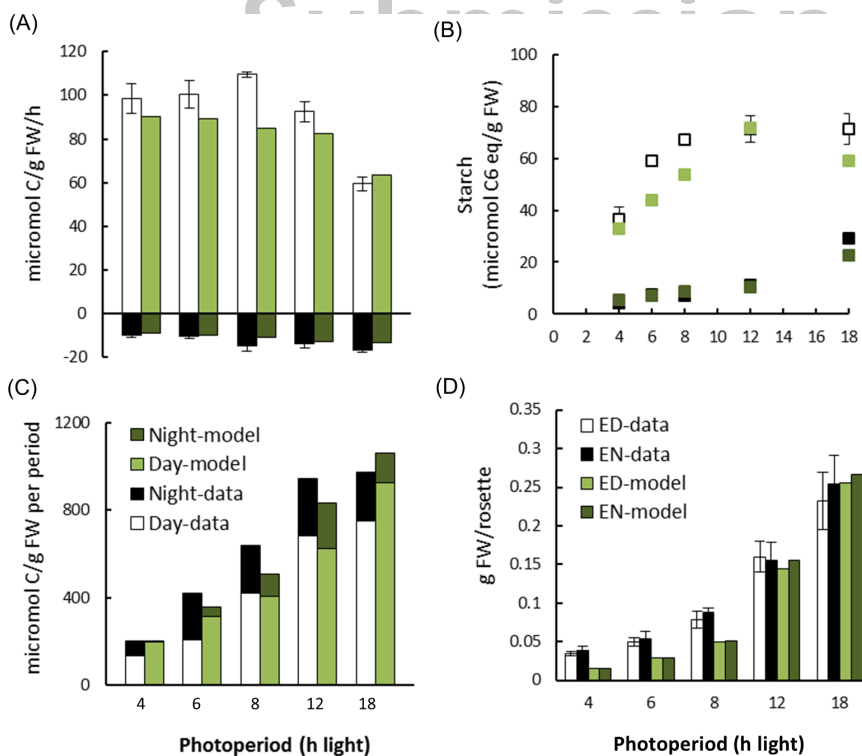 Submission
(A)
(B)
micromol C/g FW/h
120
100
80
60
40
20
0
-20
Starch
(micromol C6 eq/g FW)
100
80
60
40
20
0
0 2 4 6 8 10 12 14 16 18
(C)
(D)
micromol C/g FW per period
1200
800
400
0
Night-model
Day-model
Night-data
Day-data
4 6 8 12 18
Photoperiod (h light)
g FW/rosette
0.35
0.3
0.25
0.2
0.15
0.1
0.05
0
ED-data
EN-data
ED-model
EN-model
4 6 8 12 18
Photoperiod (h light)